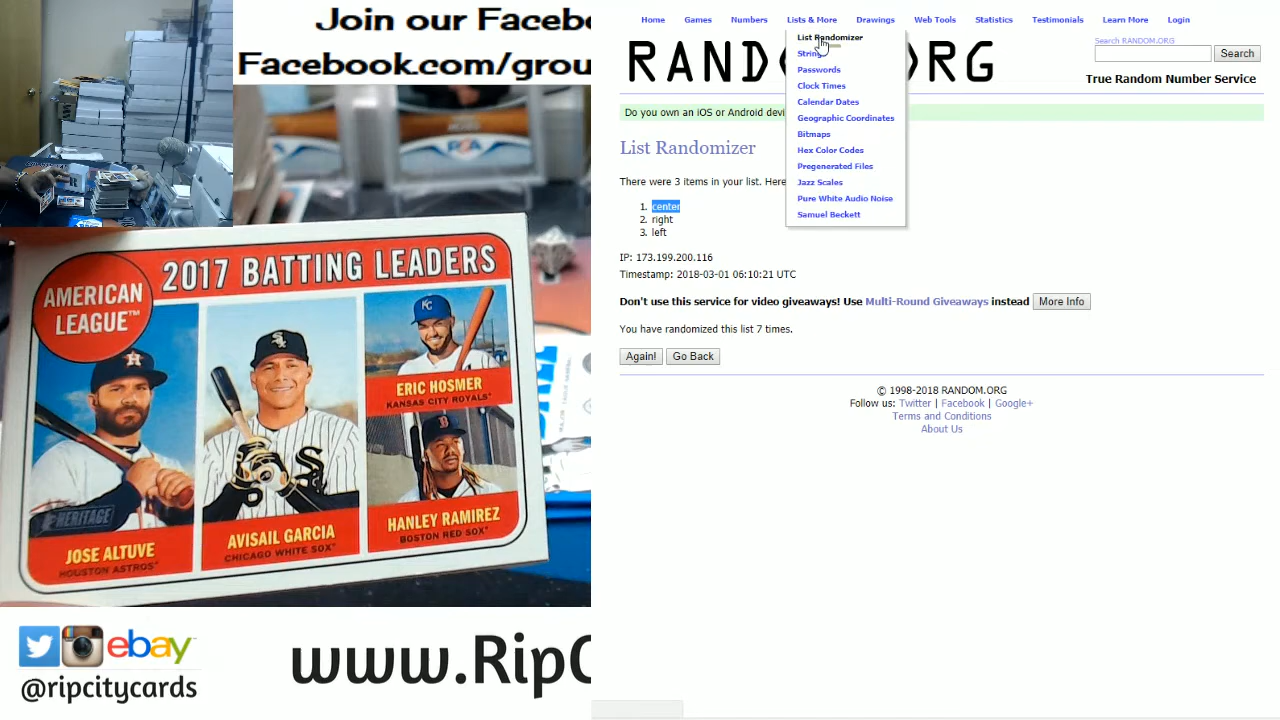 Join our Facebo
Facebook.com/grou
AMERICAN
LEAGUE™
2017 BATTING LEADERS
ERIC HOSMER
KANSAS CITY ROYALS®
HANLEY RAMIREZ
BOSTON RED SOX®
AVISAIL GARCIA
CHICAGO WHITE SOX®
HERITAGE
JOSE ALTUVE
HOUSTON ASTROS®
PSA
ebay
@ripcitycards
www.RipC
Home Games Numbers Lists & More Drawings Web Tools Statistics Testimonials Learn More Login
List Randomizer
Strings
Passwords
Clock Times
Calendar Dates
Geographic Coordinates
Bitmaps
Hex Color Codes
Pregenerated Files
Jazz Scales
Pure White Audio Noise
Samuel Beckett
RAND RG
Search RANDOM.ORG
Search
True Random Number Service
Do you own an iOS or Android devi
List Randomizer
There were 3 items in your list. Here
1. center
2. right
3. left
IP: 173.199.200.116
Timestamp: 2018-03-01 06:10:21 UTC
Don't use this service for video giveaways! Use Multi-Round Giveaways instead More Info
You have randomized this list 7 times.
Again! Go Back
© 1998-2018 RANDOM.ORG
Follow us: Twitter | Facebook | Google+
Terms and Conditions
About Us